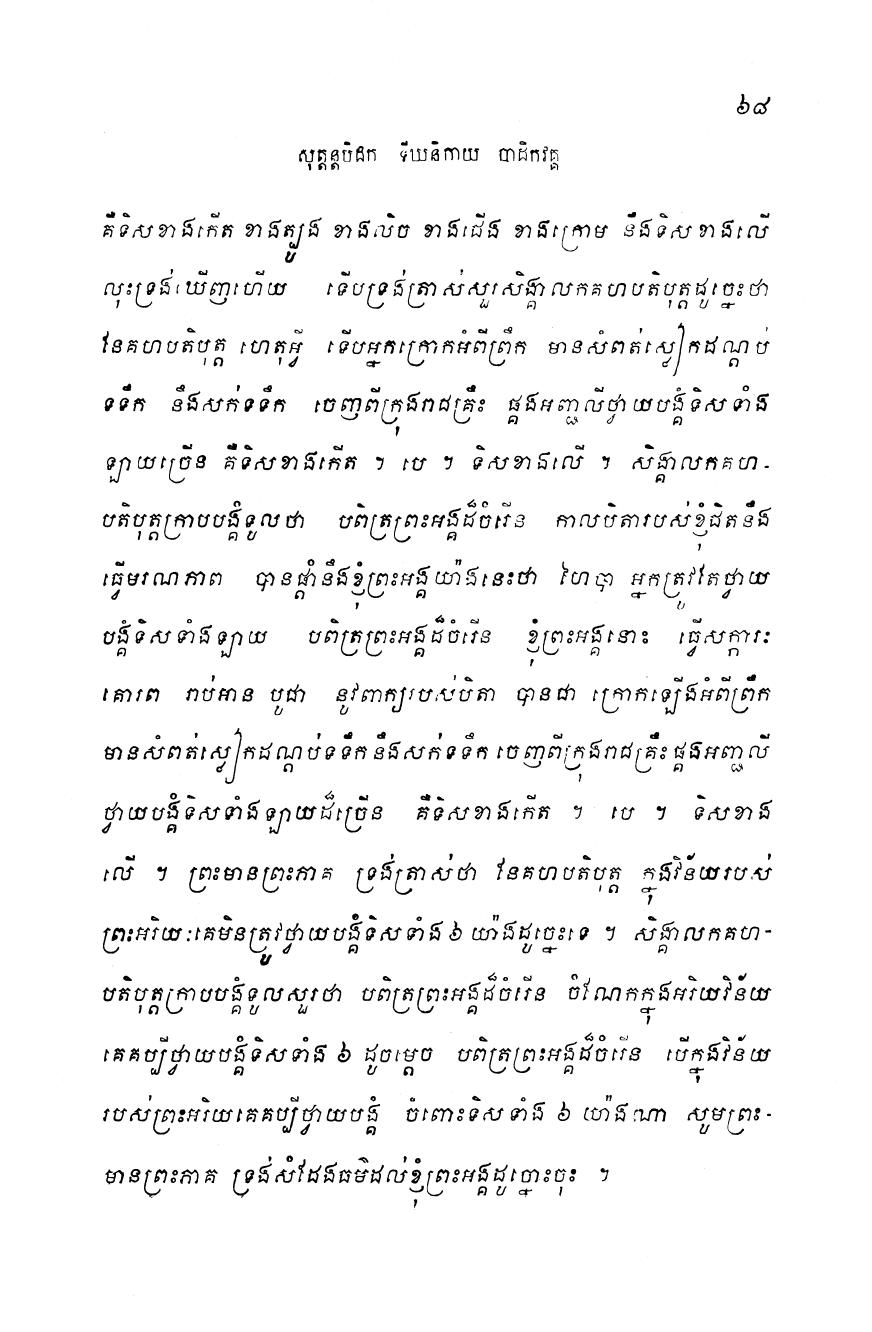 ៦៨
សុត្តន្តបិដក ទីឃនិកាយ បាដិកវគ្គ
គឺទិសខាងកើត ខាងត្បូង ខាងលិច ខាងជើង ខាងក្រោម នឹងទិសខាងលើ
លុះទ្រង់ឃើញហើយ ទើបទ្រង់ត្រាស់សួរសិង្គាលកគហបតិបុត្តដូច្នេះថា
នែគហបតិបុត្ត ហេតុអ្វី ទើបអ្នកក្រោកអំពីព្រឹក មានសំពត់ស្លៀកដណ្តប់
ទទឹក នឹងសក់ទទឹក ចេញពីក្រុងរាជគ្រឹះ ផ្គងអញ្ជលីថ្វាយបង្គំទិសទាំង
ឡាយច្រើន គឺទិសខាងកើត ។ បេ ។ ទិសខាងលើ ។ សិង្គាលកគហ-
បតិបុត្តក្រាបបង្គំទូលថា បពិត្រព្រះអង្គដ៏ចំរើន កាលបិតារបស់ខ្ញុំជិតនឹង
ធ្វើមរណភាព បានផ្តាំនឹងខ្ញុំព្រះអង្គយ៉ាងនេះថា ហៃបា អ្នកត្រូវតែថ្វាយ
បង្គំទិសទាំងឡាយ បពិត្រព្រះអង្គដ៏ចំរើន ខ្ញុំព្រះអង្គនោះ ធ្វើសក្ការៈ
គោរព រាប់អាន បូជា នូវពាក្យរបស់បិតា បានជា ក្រោកឡើងអំពីព្រឹក
មានសំពត់ស្លៀកដណ្តប់ទទឹកនឹងសក់ទទឹក ចេញពីក្រុងរាជគ្រឹះផ្គងអញ្ជលី
ថ្វាយបង្គំទិសទាំងឡាយដ៏ច្រើន គឺទិសខាងកើត ។ បេ ។ ទិសខាង
លើ ។ ព្រះមានព្រះភាគ ទ្រង់ត្រាស់ថា នែគហបតិបុត្ត ក្នុងវិន័យរបស់
ព្រះអរិយៈគេមិនត្រូវថ្វាយបង្គំទិសទាំង ៦ យ៉ាងដូច្នេះទេ ។ សិង្គាលកគហ-
បតិបុត្តក្រាបបង្គំទូលសួរថា បពិត្រព្រះអង្គដ៏ចំរើន ចំណែកក្នុងអរិយវិន័យ
គេគប្បីថ្វាយបង្គំទិសទាំង ៦ ដូចម្តេច បពិត្រព្រះអង្គដ៏ចំរើន បើក្នុងវិន័យ
របស់ព្រះអរិយគេគប្បីថ្វាយបង្គំ ចំពោះទិសទាំង ៦ យ៉ាងណា សូមព្រះ-
មានព្រះភាគ ទ្រង់សំដែងធម៌ដល់ខ្ញុំព្រះអង្គដូច្នោះចុះ ។